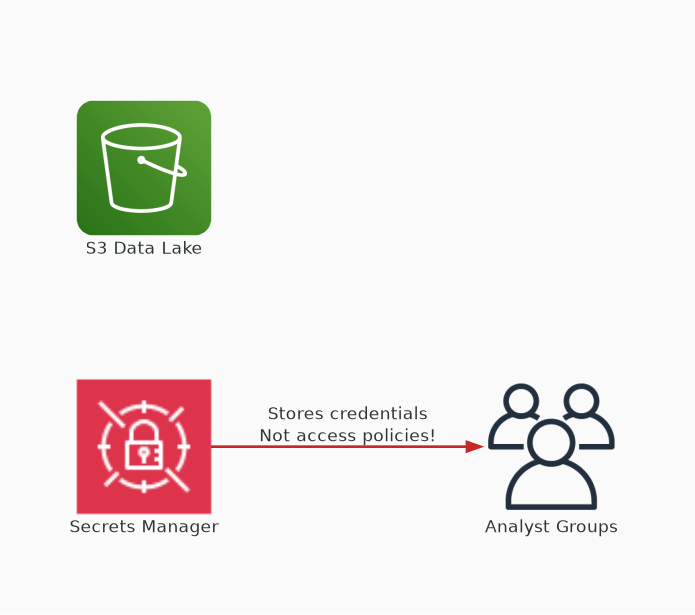 S3 Data Lake
Stores credentials
Not access policies!
Secrets Manager
Analyst Groups